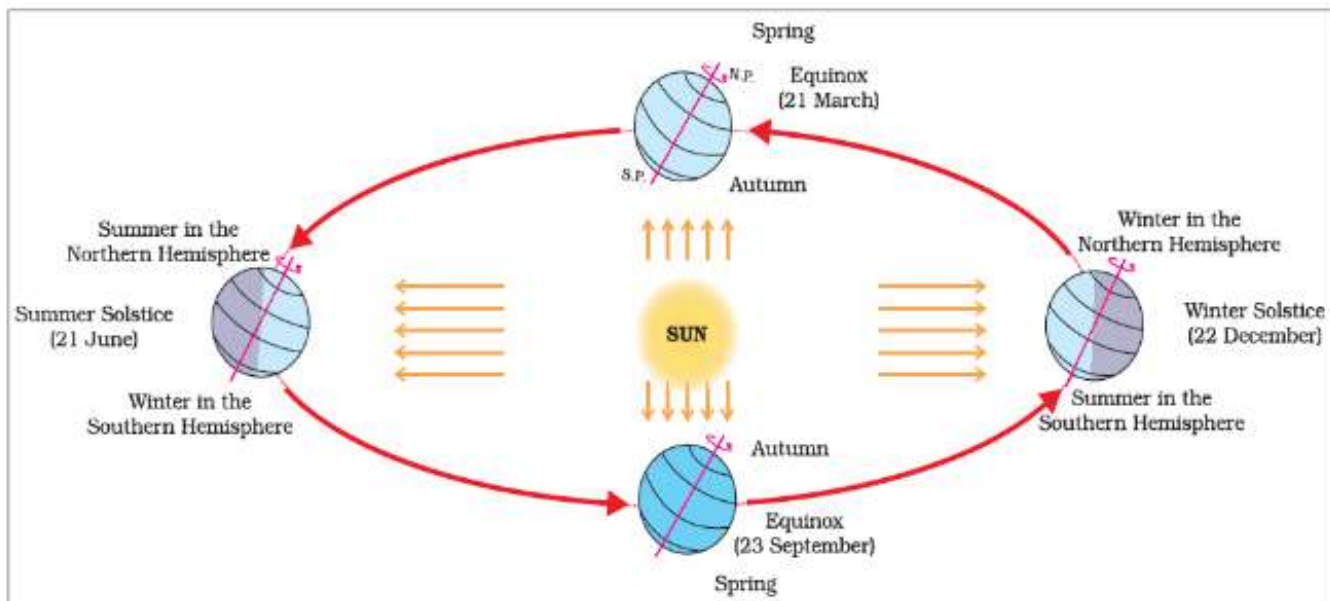 Spring
N.P.
Equinox
(21 March)
S.P.
Autumn
Summer in the
Northern Hemisphere
Summer Solstice
(21 June)
Winter in the
Southern Hemisphere
SUN
Winter in the
Northern Hemisphere
Winter Solstice
(22 December)
Summer in the
Southern Hemisphere
Autumn
Equinox
(23 September)
Spring